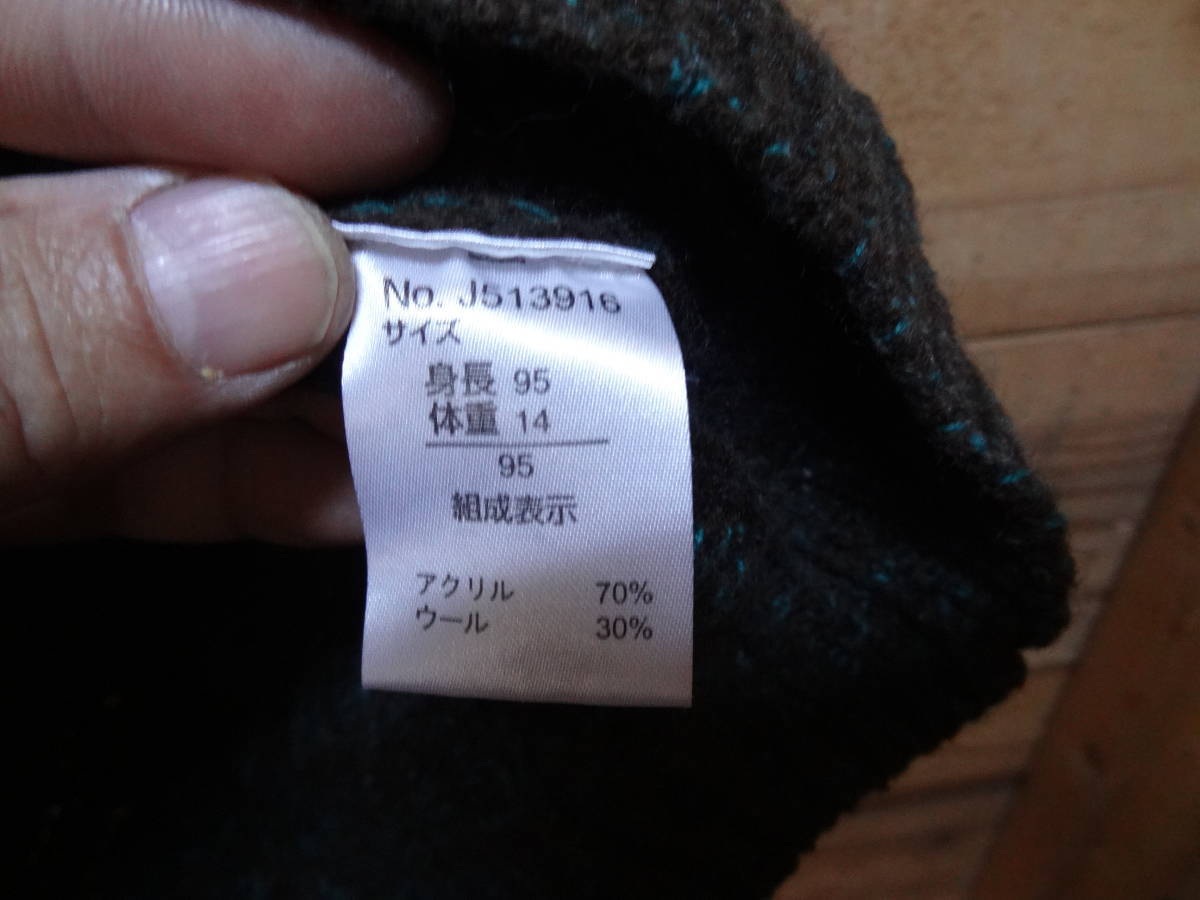 No. J513916
サイズ
身長 95
体重 14
95
組成表示
アクリル 70%
ウール 30%